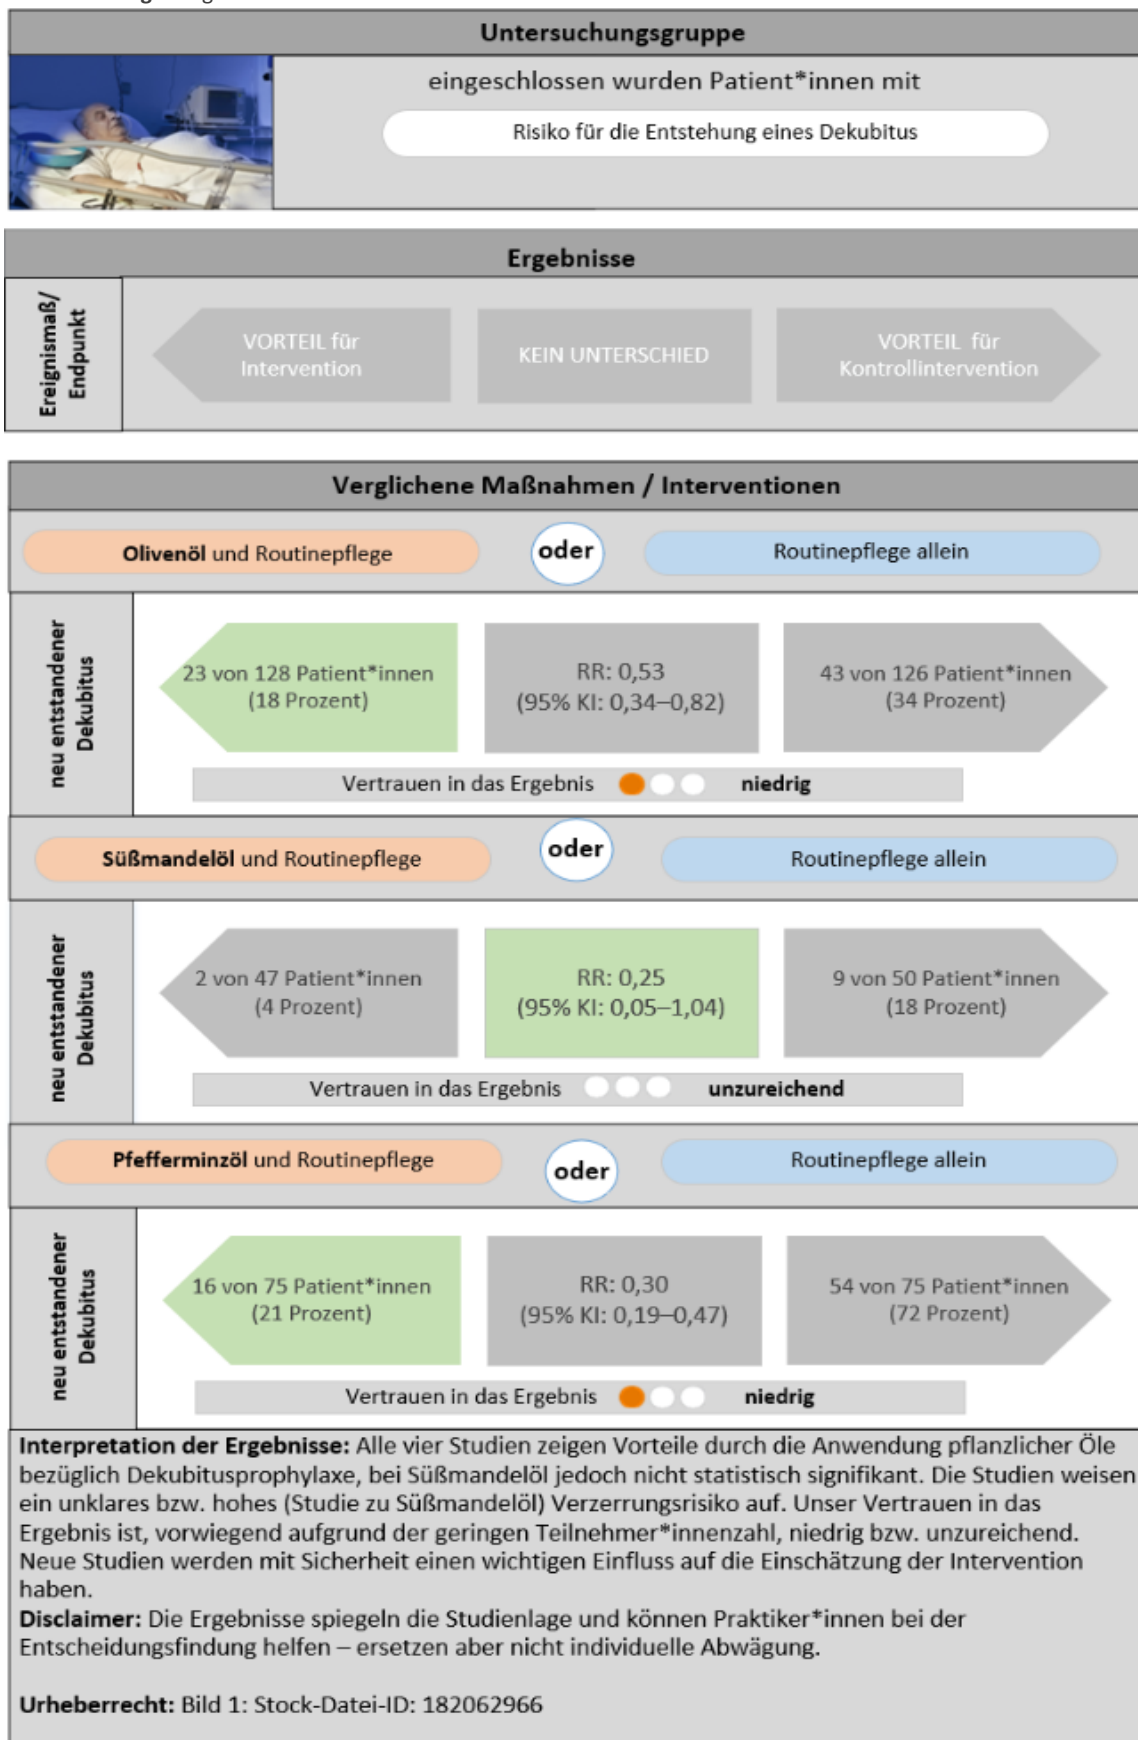 Untersuchungsgruppe
eingeschlossen wurden Patient*innen mit
Risiko für die Entstehung eines Dekubitus
Ergebnisse
Ereignismaß/
Endpunkt
VORTEIL für
Intervention
KEIN UNTERSCHIED
VORTEIL für
Kontrollintervention
Verglichene Maßnahmen / Interventionen
Olivenöl und Routinepflege
oder
Routinepflege allein
neu entstandener
Dekubitus
23 von 128 Patient*innen
(18 Prozent)
RR: 0,53
(95% KI: 0,34–0,82)
43 von 126 Patient*innen
(34 Prozent)
Vertrauen in das Ergebnis niedrig
Süßmandelöl und Routinepflege
oder
Routinepflege allein
neu entstandener
Dekubitus
2 von 47 Patient*innen
(4 Prozent)
RR: 0,25
(95% KI: 0,05–1,04)
9 von 50 Patient*innen
(18 Prozent)
Vertrauen in das Ergebnis unzureichend
Pfefferminzöl und Routinepflege
oder
Routinepflege allein
neu entstandener
Dekubitus
16 von 75 Patient*innen
(21 Prozent)
RR: 0,30
(95% KI: 0,19–0,47)
54 von 75 Patient*innen
(72 Prozent)
Vertrauen in das Ergebnis niedrig
Interpretation der Ergebnisse: Alle vier Studien zeigen Vorteile durch die Anwendung pflanzlicher Öle
bezüglich Dekubitusprophylaxe, bei Süßmandelöl jedoch nicht statistisch signifikant. Die Studien weisen
ein unklares bzw. hohes (Studie zu Süßmandelöl) Verzerrungsrisiko auf. Unser Vertrauen in das
Ergebnis ist, vorwiegend aufgrund der geringen Teilnehmer*innenzahl, niedrig bzw. unzureichend.
Neue Studien werden mit Sicherheit einen wichtigen Einfluss auf die Einschätzung der Intervention
haben.
Disclaimer: Die Ergebnisse spiegeln die Studienlage und können Praktiker*innen bei der
Entscheidungsfindung helfen – ersetzen aber nicht individuelle Abwägung.
Urheberrecht: Bild 1: Stock-Datei-ID: 182062966